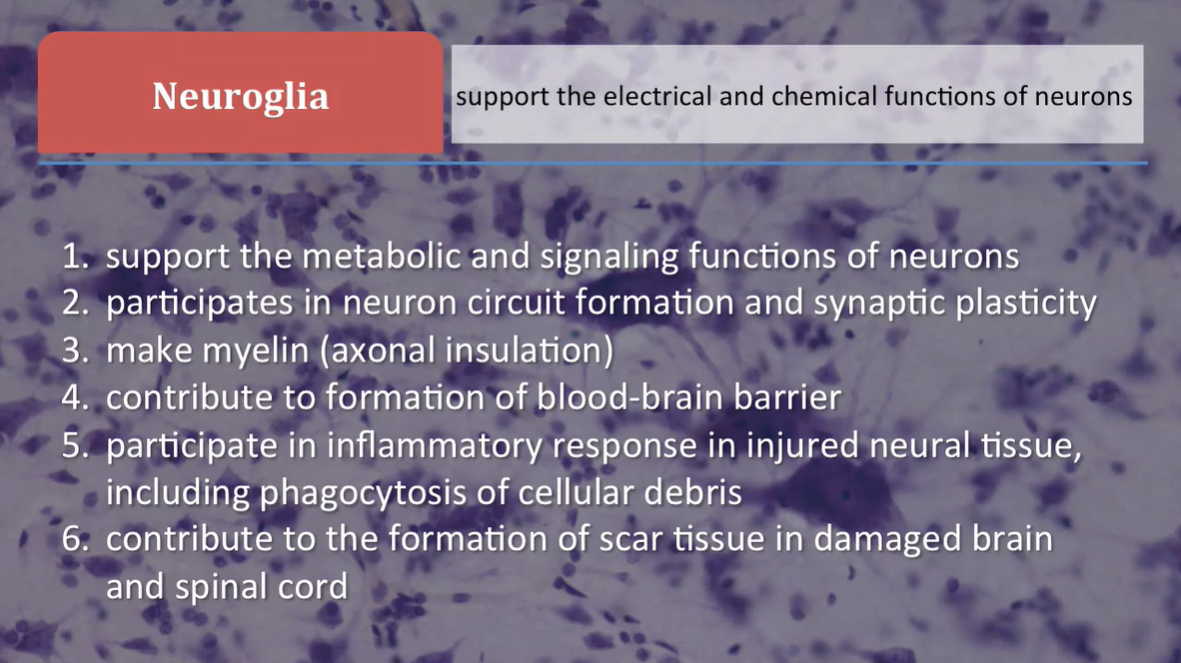 Neuroglia
support the electrical and chemical functions of neurons
1. support the metabolic and signaling functions of neurons
2. participates in neuron circuit formation and synaptic plasticity
3. make myelin (axonal insulation)
4. contribute to formation of blood-brain barrier
5. participate in inflammatory response in injured neural tissue,
including phagocytosis of cellular debris
6. contribute to the formation of scar tissue in damaged brain
and spinal cord